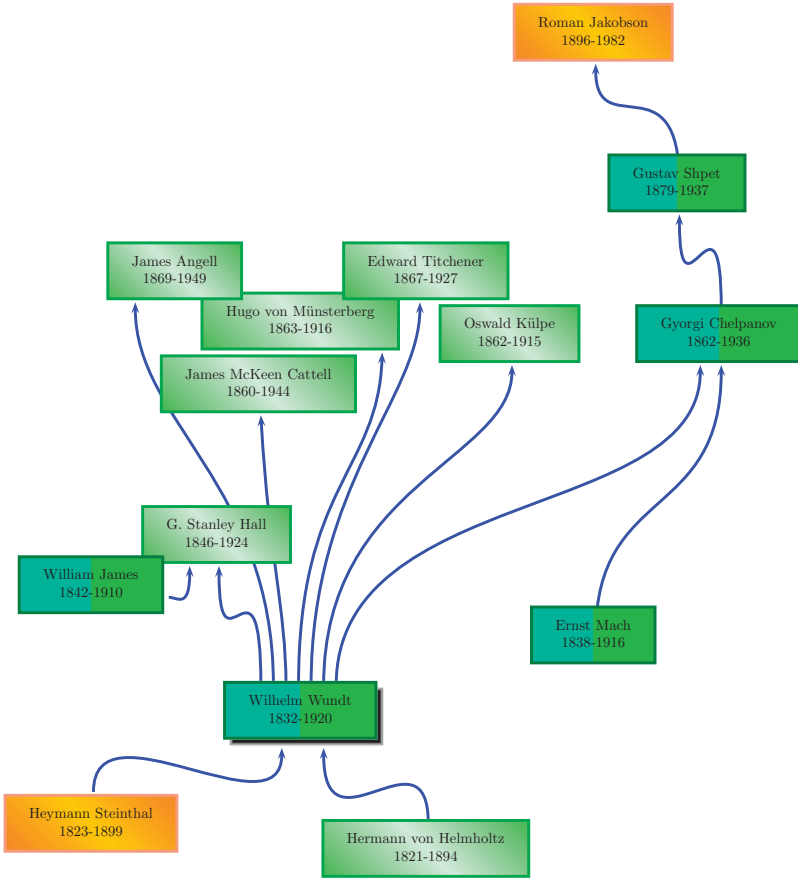 Roman Jakobson
1896-1982
Gustav Shpet
1879-1937
James Angell
1869-1949
Edward Titchener
1867-1927
Hugo von Münsterberg
1863-1916
Oswald Külpe
1862-1915
Gyorgi Chelpanov
1862-1936
James McKeen Cattell
1860-1944
G. Stanley Hall
1846-1924
William James
1842-1910
Ernst Mach
1838-1916
Wilhelm Wundt
1832-1920
Heymann Steinthal
1823-1899
Hermann von Helmholtz
1821-1894